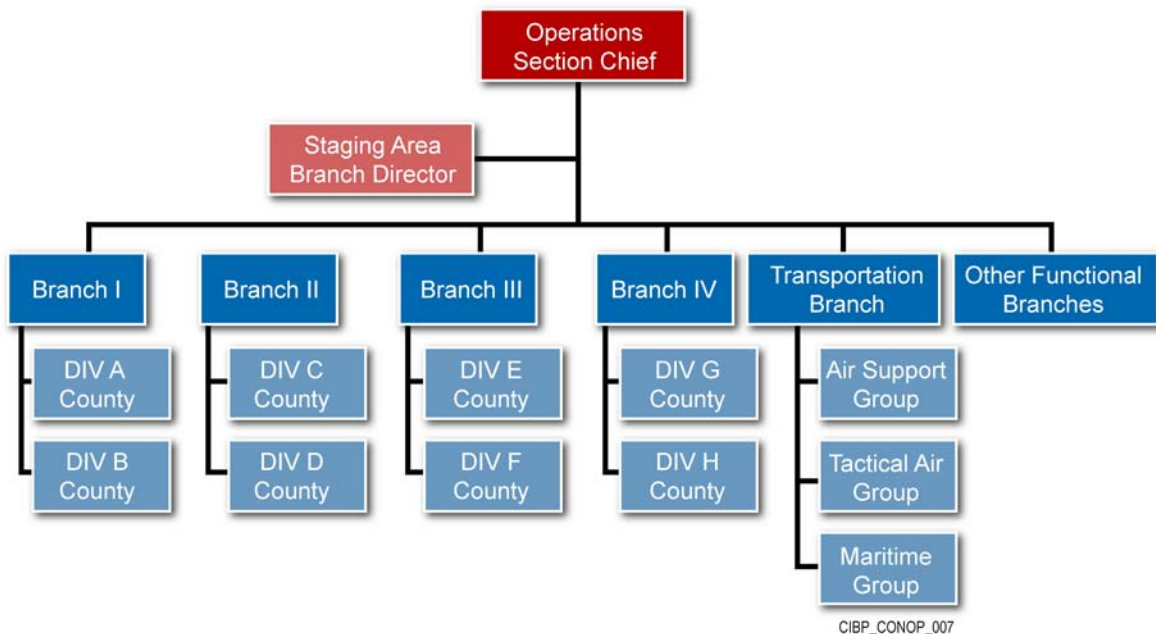 Operations
Section Chief
Staging Area
Branch Director
Branch I
Branch II
Branch III
Branch IV
Transportation
Branch
Other Functional
Branches
DIV A
County
DIV C
County
DIV E
County
DIV G
County
Air Support
Group
DIV B
County
DIV D
County
DIV F
County
DIV H
County
Tactical Air
Group
Maritime
Group
CIBP_CONOP_007